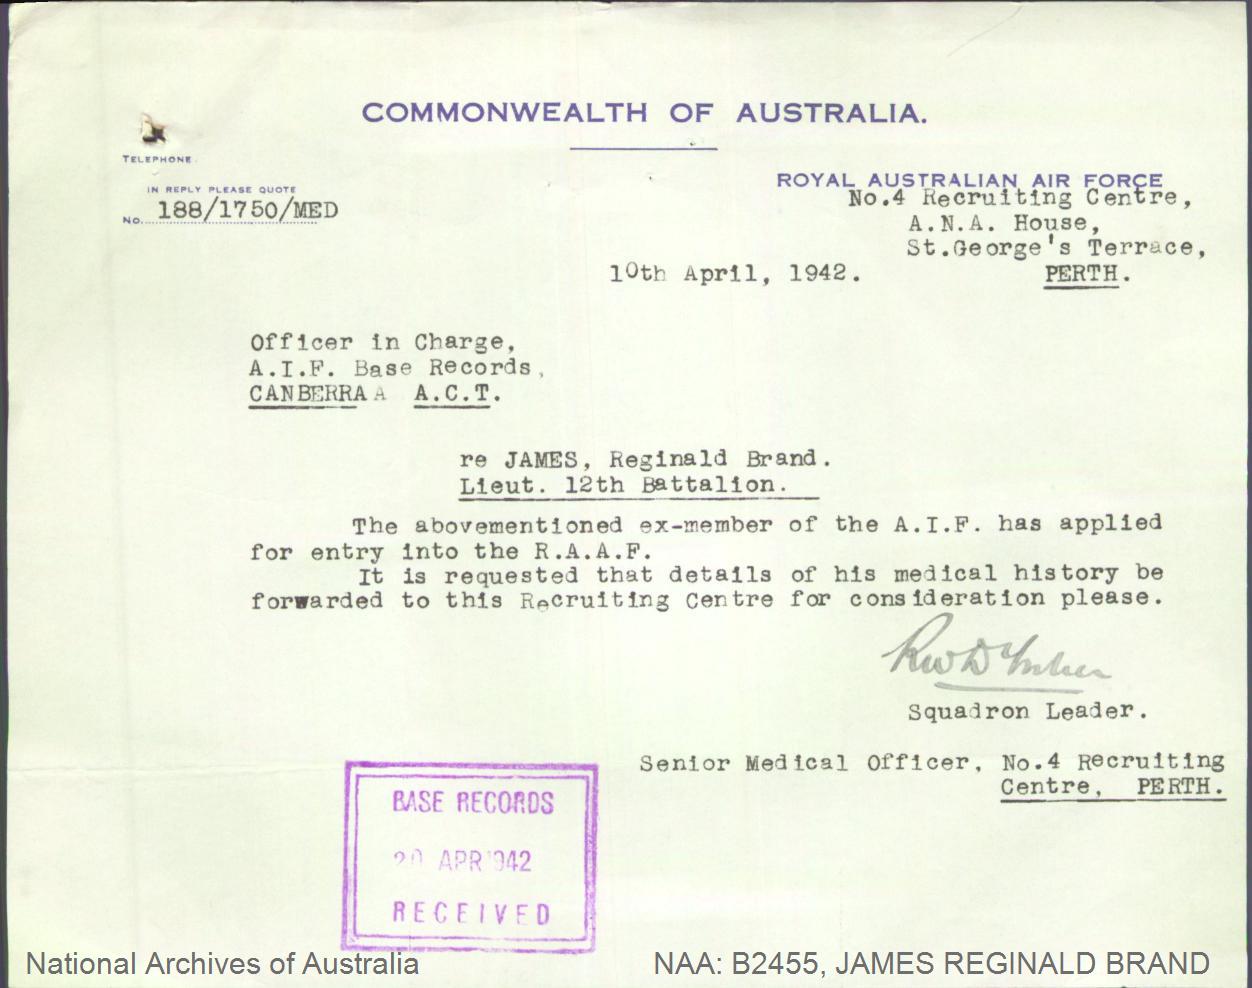 COMMONWEALTH OF AUSTRALIA.
TELEPHONE.
IN REPLY PLEASE QUOTE
No. 188/1750/MED
ROYAL AUSTRALIAN AIR FORCE
No.4 Recruiting Centre,
A.N.A. House,
St.George's Terrace,
10th April, 1942. PERTH.
Officer in Charge,
A.I.F. Base Records,
CANBERRA A A.C.T.
re JAMES, Reginald Brand.
Lieut. 12th Battalion.
The abovementioned ex-member of the A.I.F. has applied
for entry into the R.A.A.F.
It is requested that details of his medical history be
forwarded to this Recruiting Centre for consideration please.
Squadron Leader.
Senior Medical Officer, No.4 Recruiting
Centre, PERTH.
BASE RECORDS
20 APR 1942
RECEIVED
National Archives of Australia
NAA: B2455, JAMES REGINALD BRAND